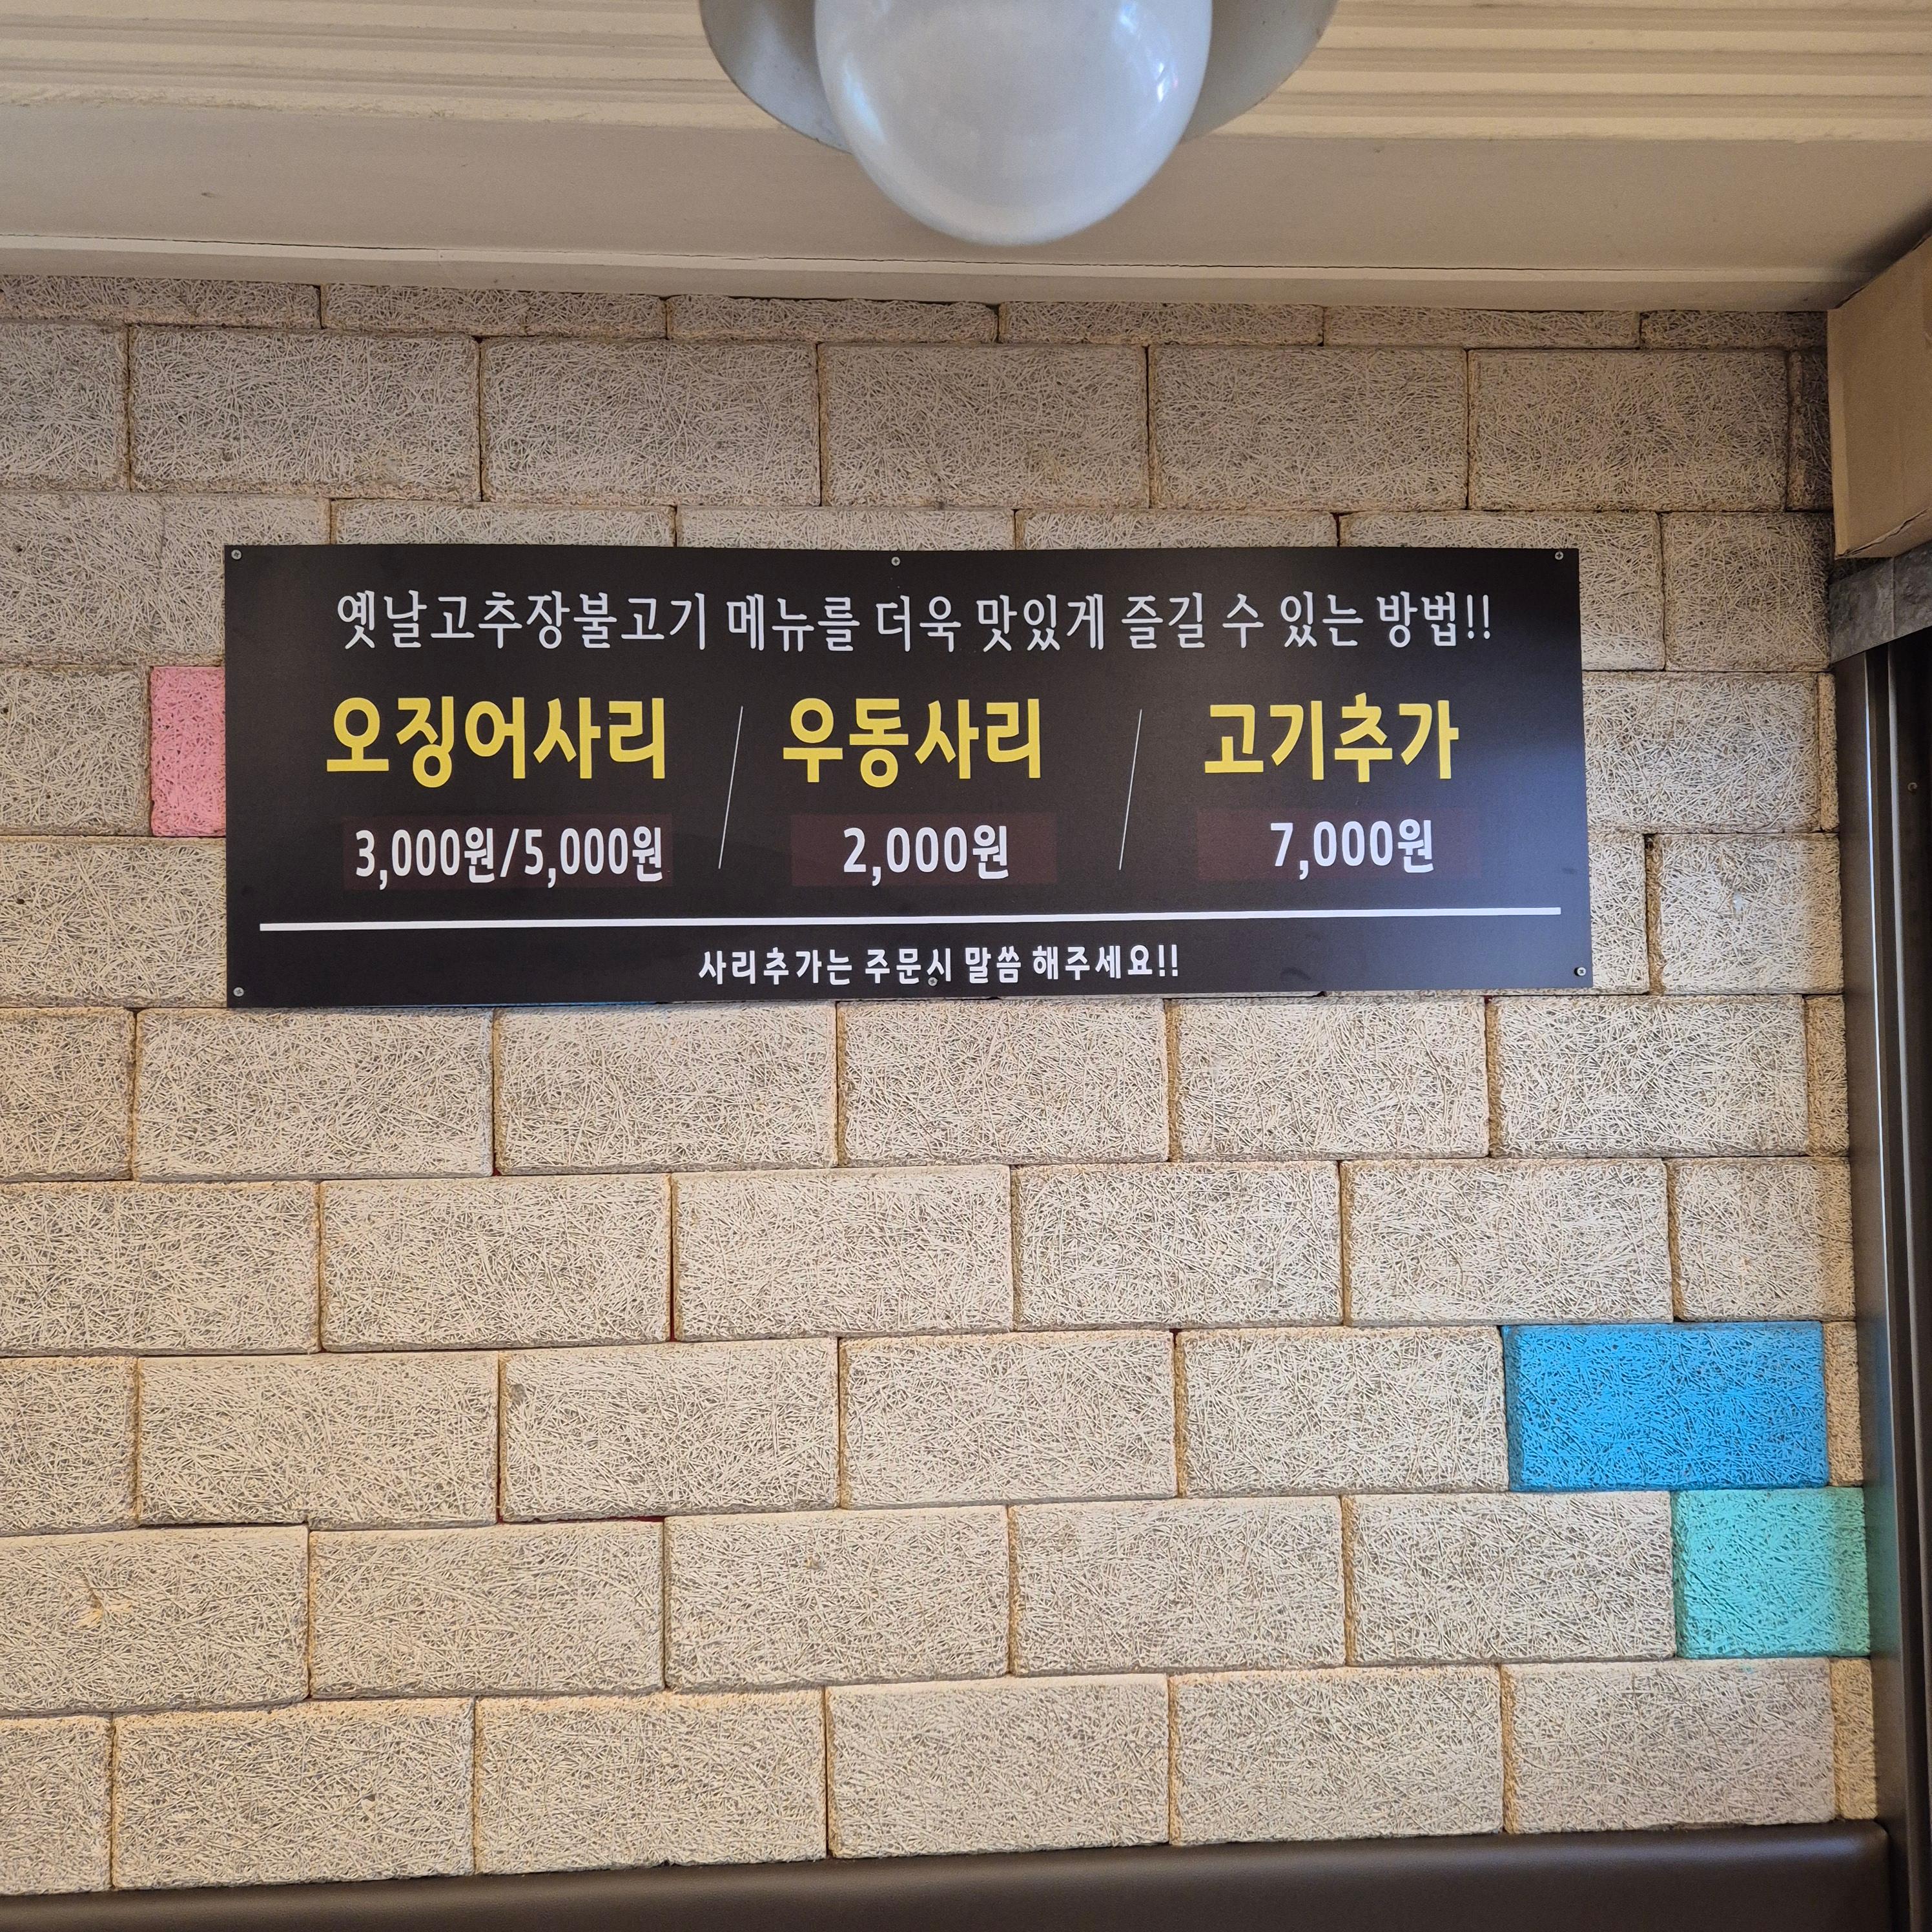 옛날고추장불고기 메뉴를 더욱 맛있게 즐길 수 있는 방법!!
오징어사리 / 우동사리 / 고기추가
3,000원/5,000원 2,000원 7,000원
사리추가는 주문시 말씀 해주세요!!